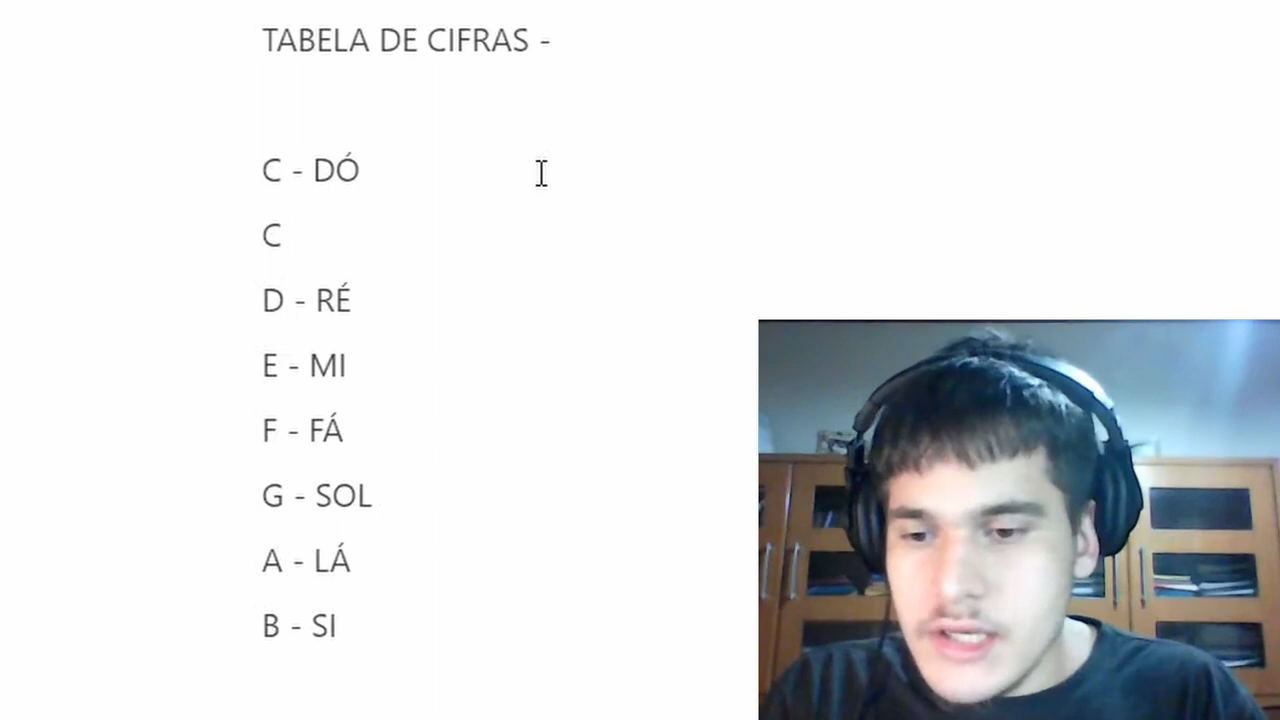 TABELA DE CIFRAS -
C - DÓ
C
D - RÉ
E - MI
F - FÁ
G - SOL
A - LÁ
B - SI